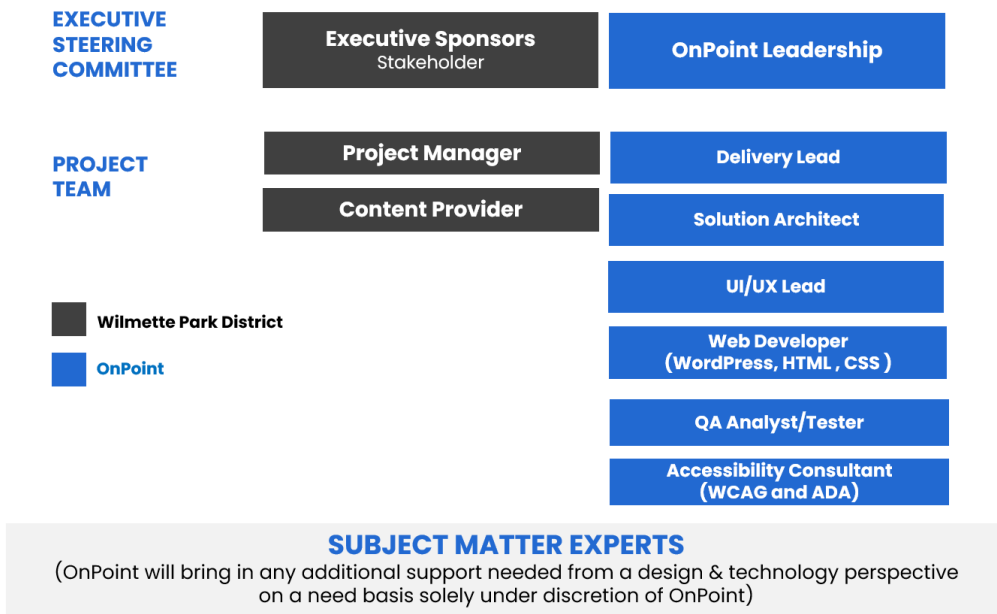 EXECUTIVE
STEERING
COMMITTEE
Executive Sponsors
Stakeholder
OnPoint Leadership
PROJECT
TEAM
Project Manager
Content Provider
Delivery Lead
Solution Architect
UI/UX Lead
Web Developer
(WordPress, HTML , CSS )
QA Analyst/Tester
Accessibility Consultant
(WCAG and ADA)
Wilmette Park District
OnPoint
SUBJECT MATTER EXPERTS
(OnPoint will bring in any additional support needed from a design & technology perspective
on a need basis solely under discretion of OnPoint)